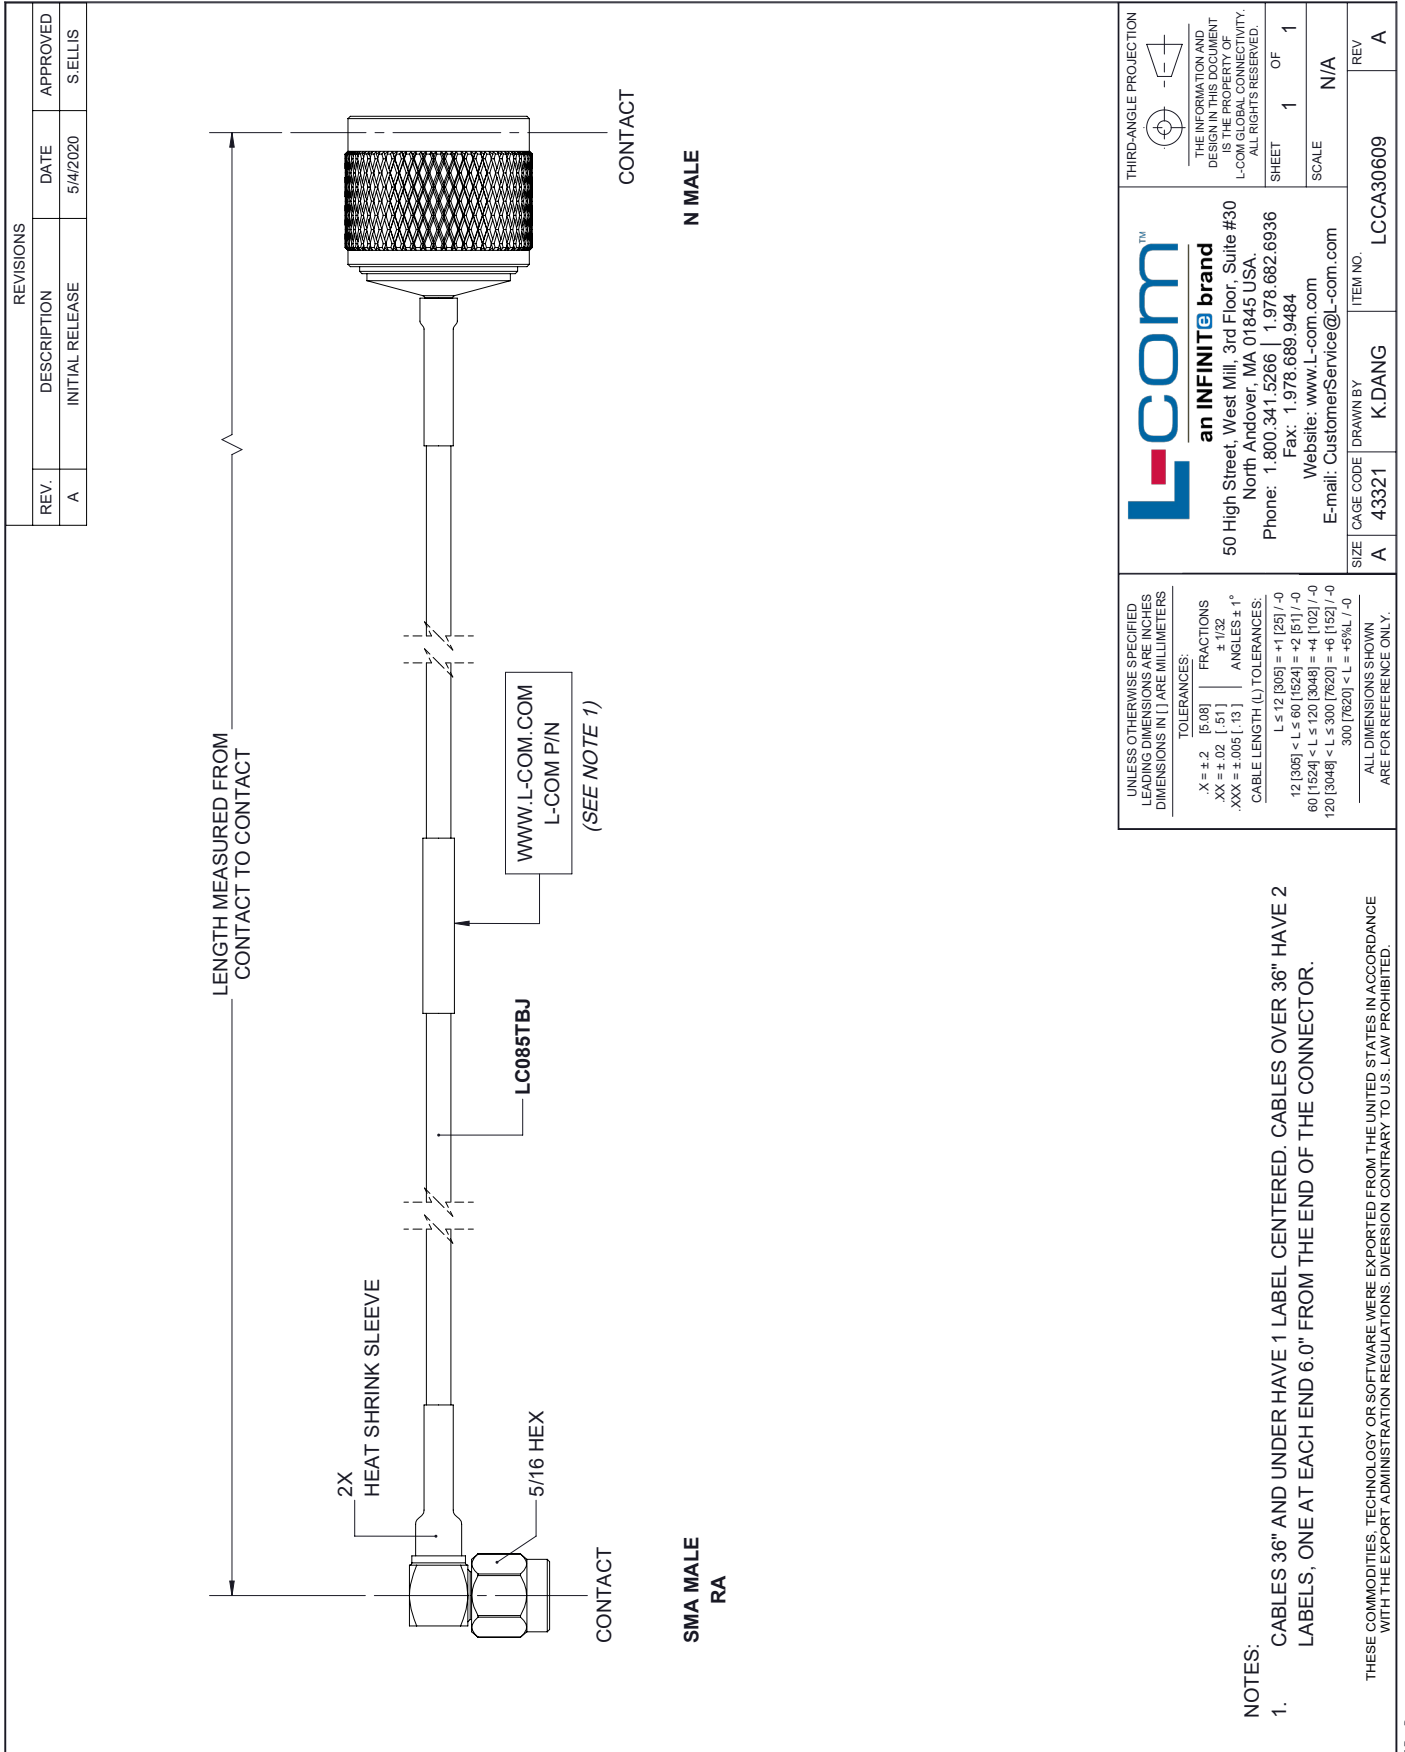 REVISIONS
REV. DESCRIPTION DATE APPROVED
A INITIAL RELEASE 5/4/2020 S.ELLIS
LENGTH MEASURED FROM
CONTACT TO CONTACT
2X
HEAT SHRINK SLEEVE
5/16 HEX
CONTACT
SMA MALE
RA
LC085TBJ
WWW.L-COM.COM
L-COM P/N
(SEE NOTE 1)
CONTACT
N MALE
NOTES:
1. CABLES 36" AND UNDER HAVE 1 LABEL CENTERED. CABLES OVER 36" HAVE 2
LABELS, ONE AT EACH END 6.0" FROM THE END OF THE CONNECTOR.
THESE COMMODITIES, TECHNOLOGY OR SOFTWARE WERE EXPORTED FROM THE UNITED STATES IN ACCORDANCE
WITH THE EXPORT ADMINISTRATION REGULATIONS. DIVERSION CONTRARY TO U.S. LAW PROHIBITED.
UNLESS OTHERWISE SPECIFIED
LEADING DIMENSIONS ARE INCHES
DIMENSIONS IN [ ] ARE MILLIMETERS
TOLERANCES:
.X = ± .2 [5.08] FRACTIONS
.XX = ± .02 [ .51 ] ± 1/32
.XXX = ± .005 [ .13 ] ANGLES ± 1°
CABLE LENGTH (L) TOLERANCES:
L ≤ 12 [305] = +1 [25] / -0
12 [305] < L ≤ 60 [1524] = +2 [51] / -0
60 [1524] < L ≤ 120 [3048] = +4 [102] / -0
120 [3048] < L ≤ 300 [7620] = +6 [152] / -0
300 [7620] < L = +5%L / -0
ALL DIMENSIONS SHOWN
ARE FOR REFERENCE ONLY.
L-com™
an INFINITe brand
50 High Street, West Mill, 3rd Floor, Suite #30
North Andover, MA 01845 USA.
Phone: 1.800.341.5266 | 1.978.682.6936
Fax: 1.978.689.9484
Website: www.L-com.com
E-mail: CustomerService@L-com.com
THIRD-ANGLE PROJECTION
THE INFORMATION AND
DESIGN IN THIS DOCUMENT
IS THE PROPERTY OF
L-COM GLOBAL CONNECTIVITY.
ALL RIGHTS RESERVED.
SHEET 1 OF 1
SCALE N/A
SIZE A
CAGE CODE 43321
DRAWN BY K.DANG
ITEM NO. LCCA30609
REV A